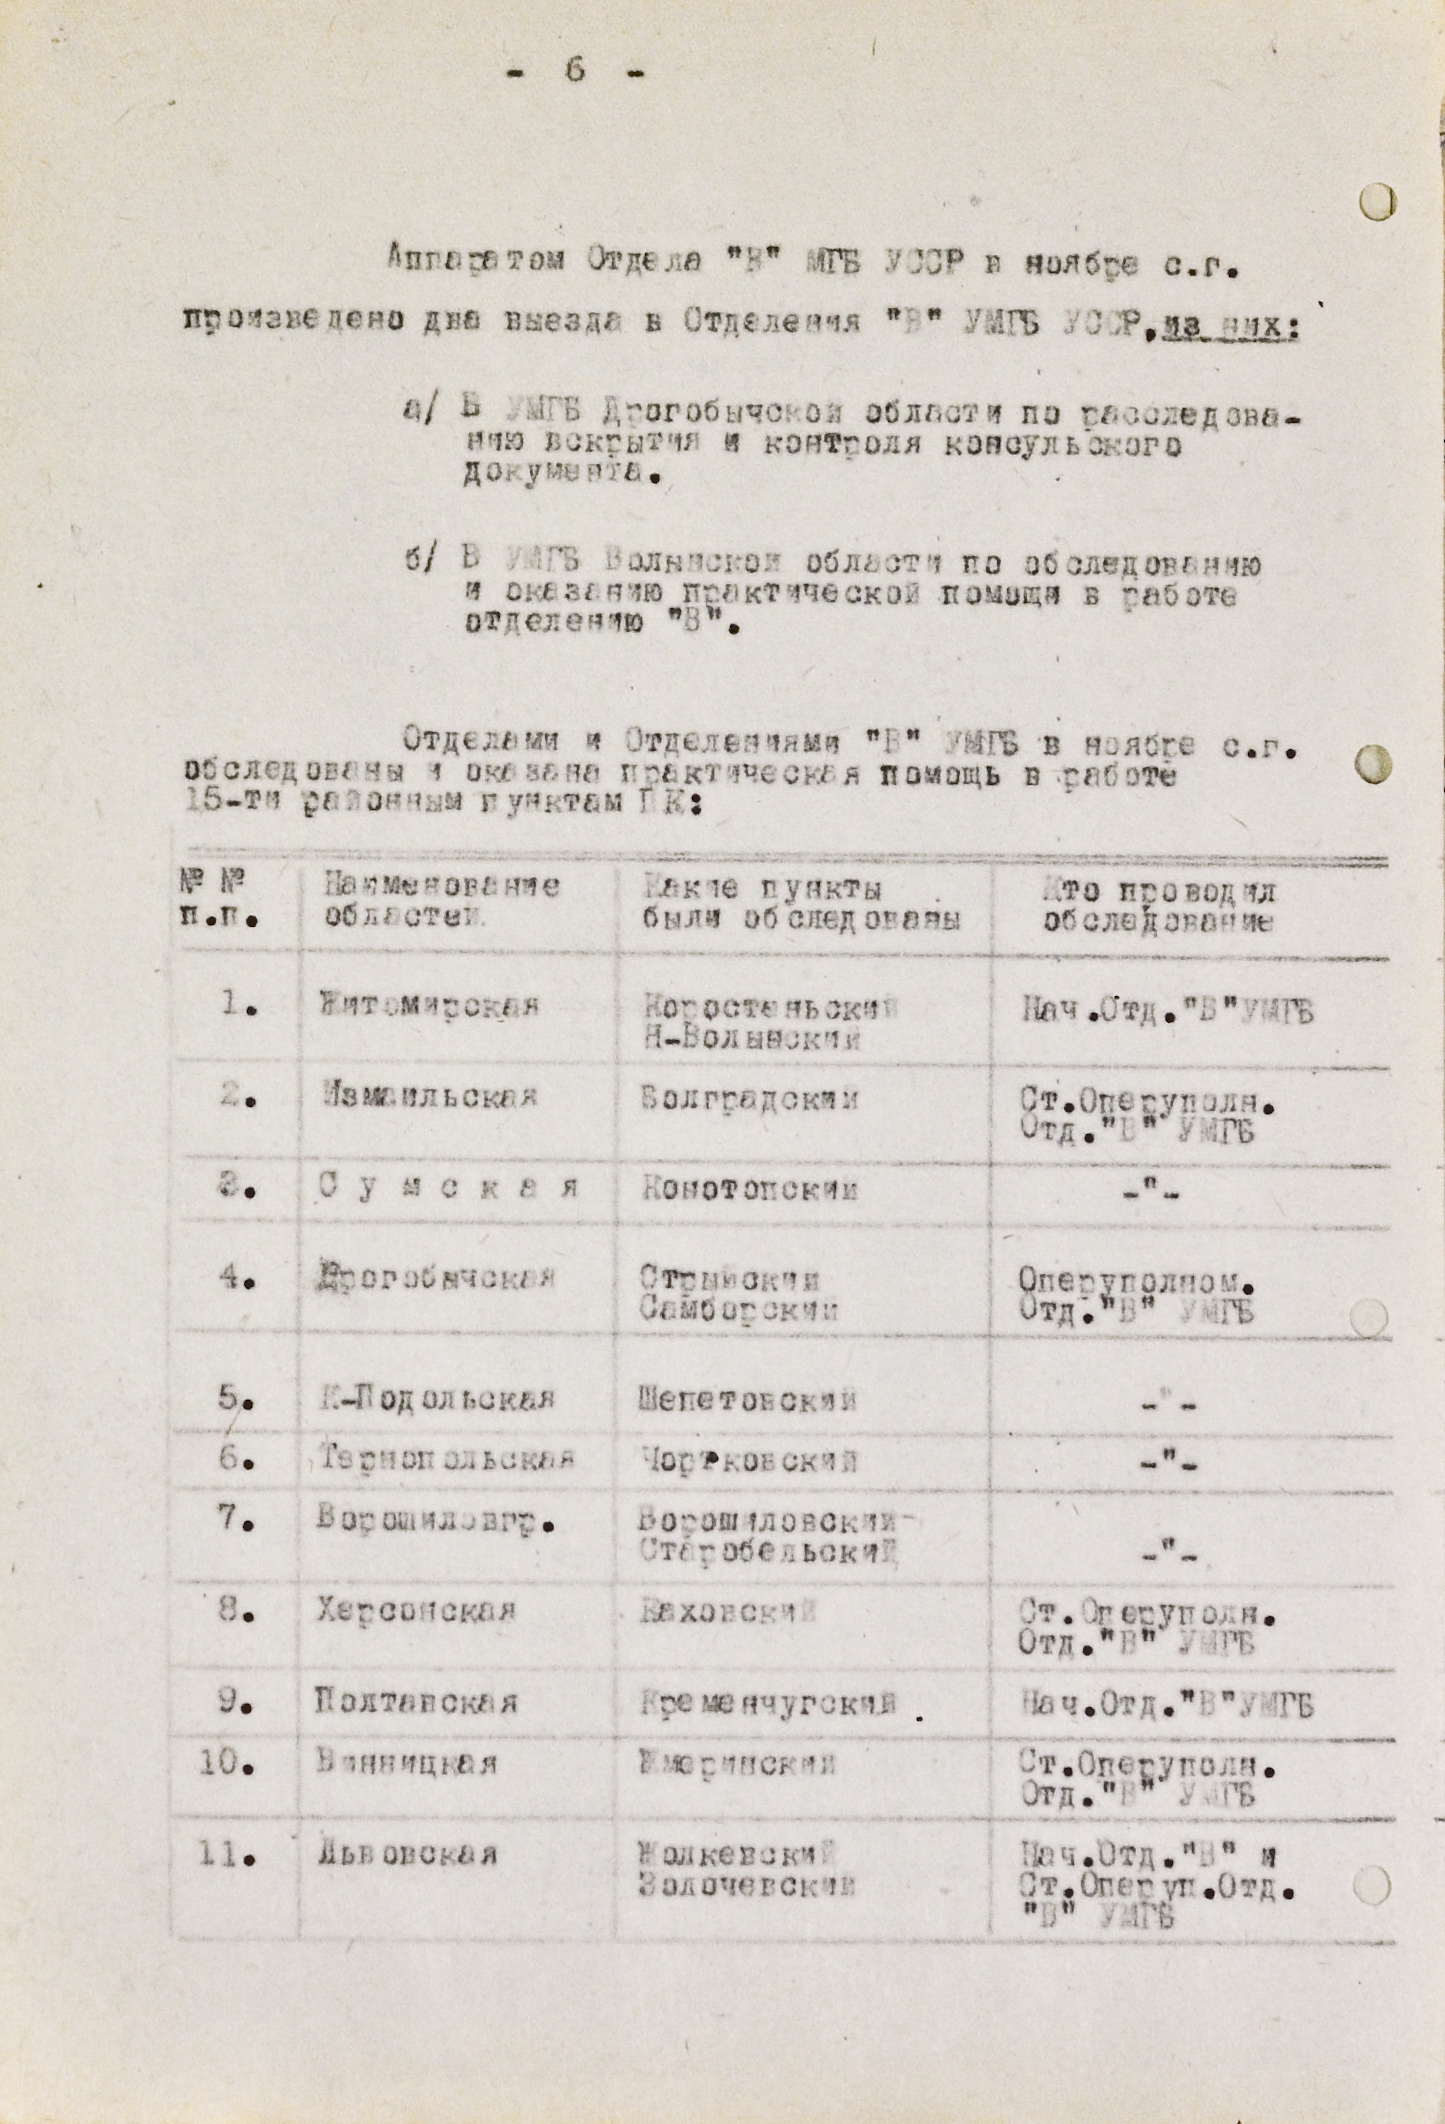 - 6 -
Аппаратом Отдела "В" МГБ УССР в ноябре с.г.
произведено два выезда в Отделения "В" УМГБ УССР, из них:
а/ В УМГБ Дрогобычской области по расследова-
нию вскрытия и контроля консульского
документа.
б/ В УМГБ Волынской области по обследованию
и оказанию практической помощи в работе
отделению "В".
Отделами и Отделениями "В" УМГБ в ноябре с.г.
обследованы и оказана практическая помощь в работе
15-ти районным пунктам ПК:
№ № Наименование Какие пункты Кто проводил
п.п. областей были обследованы обследование
1. Житомирская Коростеньский Нач.Отд."В"УМГБ
Н-Волынский
2. Измаильская Болградский Ст.Оперуполн.
Отд."В" УМГБ
3. С у м с к а я Конотопский -"-
4. Дрогобычская Стрыйский Оперуполном.
Самборский Отд."В" УМГБ
5. К-Подольская Шепетовский -"-
6. Тернопольская Чортковский -"-
7. Ворошиловгр. Ворошиловский
Старобельский -"-
8. Херсонская Каховский Ст.Оперуполн.
Отд."В" УМГБ
9. Полтавская Кременчугский Нач.Отд."В"УМГБ
10. Винницкая Жмеринский Ст.Оперуполн.
Отд."В" УМГБ
11. Львовская Жолкевский Нач.Отд."В" и
Золочевский Ст.Оперуп.Отд.
"В" УМГБ